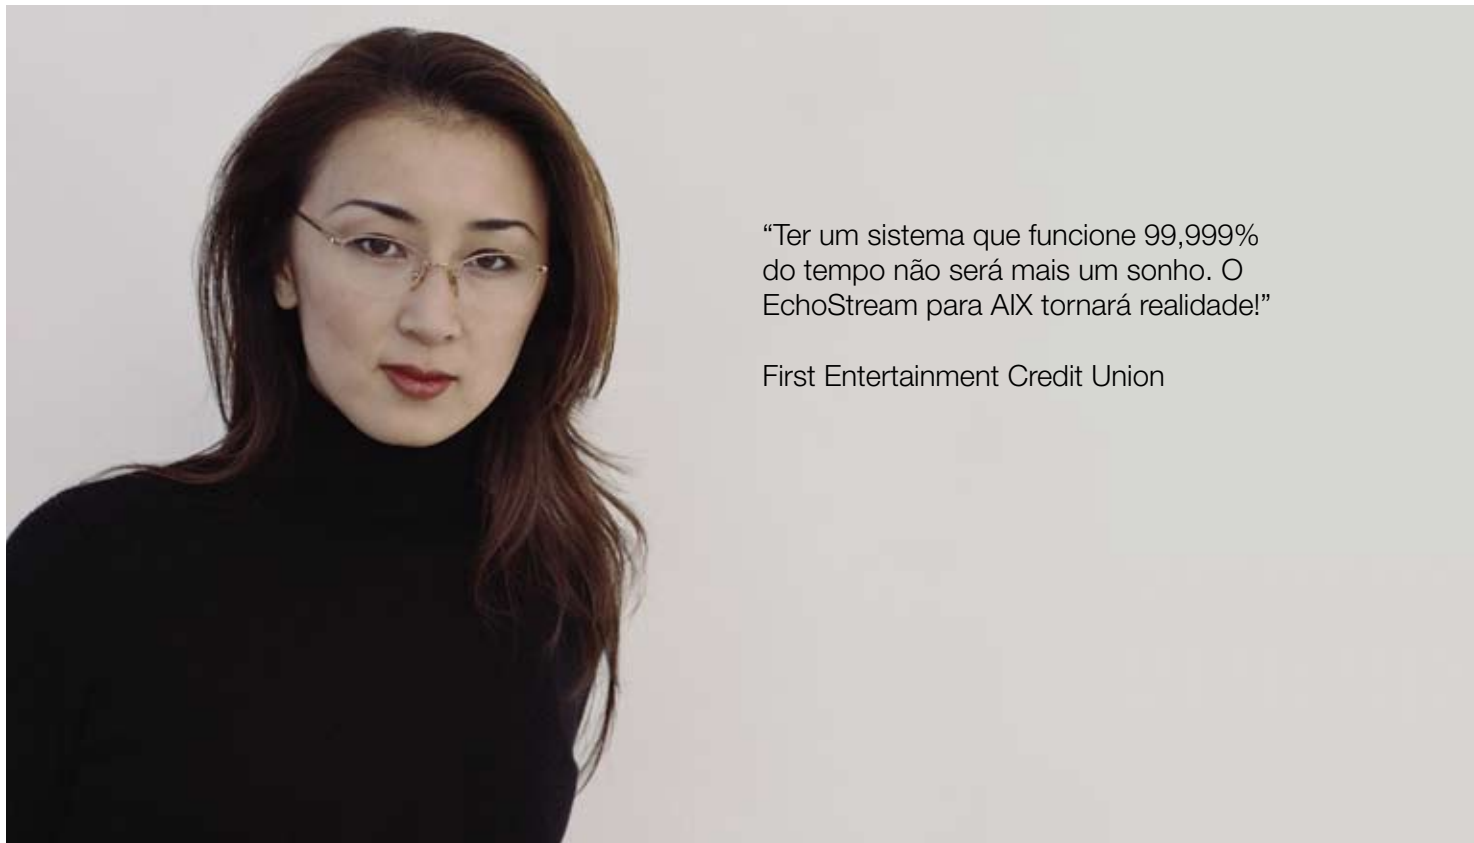 “Ter um sistema que funcione 99,999%
do tempo não será mais um sonho. O
EchoStream para AIX tornará realidade!”
First Entertainment Credit Union